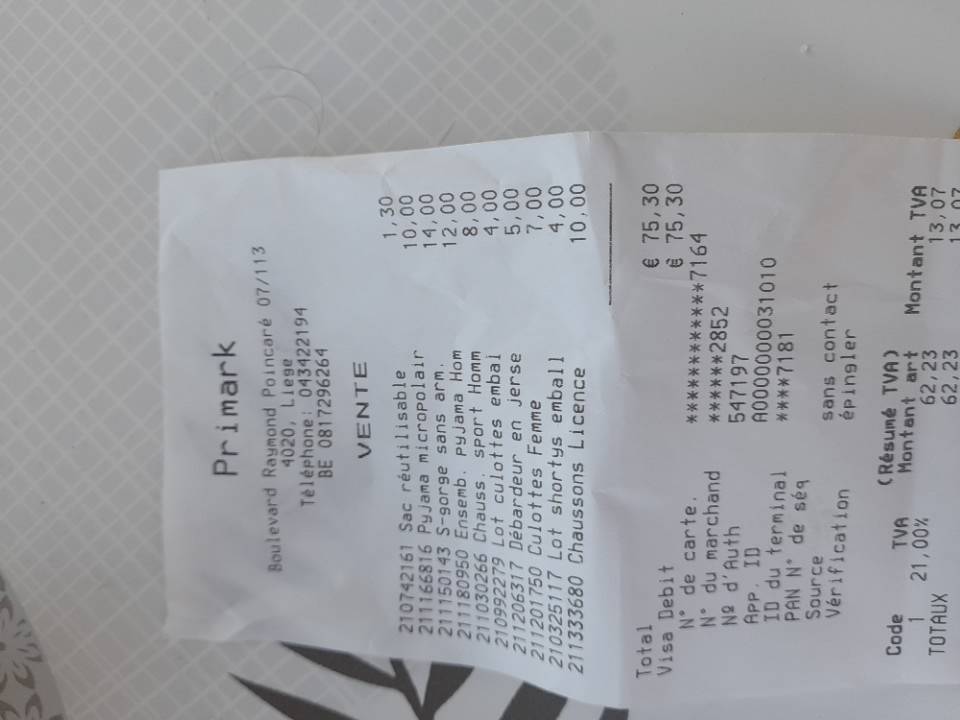 Primark
Boulevard Raymond Poincaré 07/113
4020, Liege
Téléphone: 043422194
BE 0817296264
VENTE
210742161 Sac réutilisable 1,30
211166816 Pyjama micropolair 10,00
211150143 S-gorge sans arm. 14,00
211180950 Ensemb. pyjama Hom 12,00
211030266 Chauss. sport Homm 8,00
210992279 Lot culottes embal 4,00
211206317 Débardeur en jerse 5,00
211201750 Culottes Femme 7,00
210325117 Lot shortys emball 4,00
211333680 Chaussons Licence 10,00
Total € 75,30
Visa Debit € 75,30
N° de carte. ************7164
N° du marchand ******2852
Nº d'Auth 547197
App. ID A0000000031010
ID du terminal ****7181
PAN N° de séq
Source sans contact
Vérification épingler
(Résumé TVA)
Code TVA Montant art Montant TVA
1 21,00% 62,23 13,07
TOTAUX 62,23 13,07